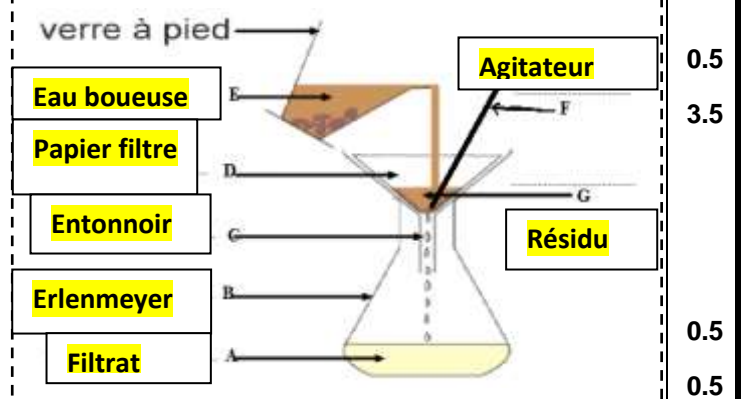 verre à pied
Agitateur
0.5
Eau boueuse
E
F
3.5
Papier filtre
D
G
Entonnoir
C
Résidu
Erlenmeyer
B
0.5
Filtrat
A
0.5